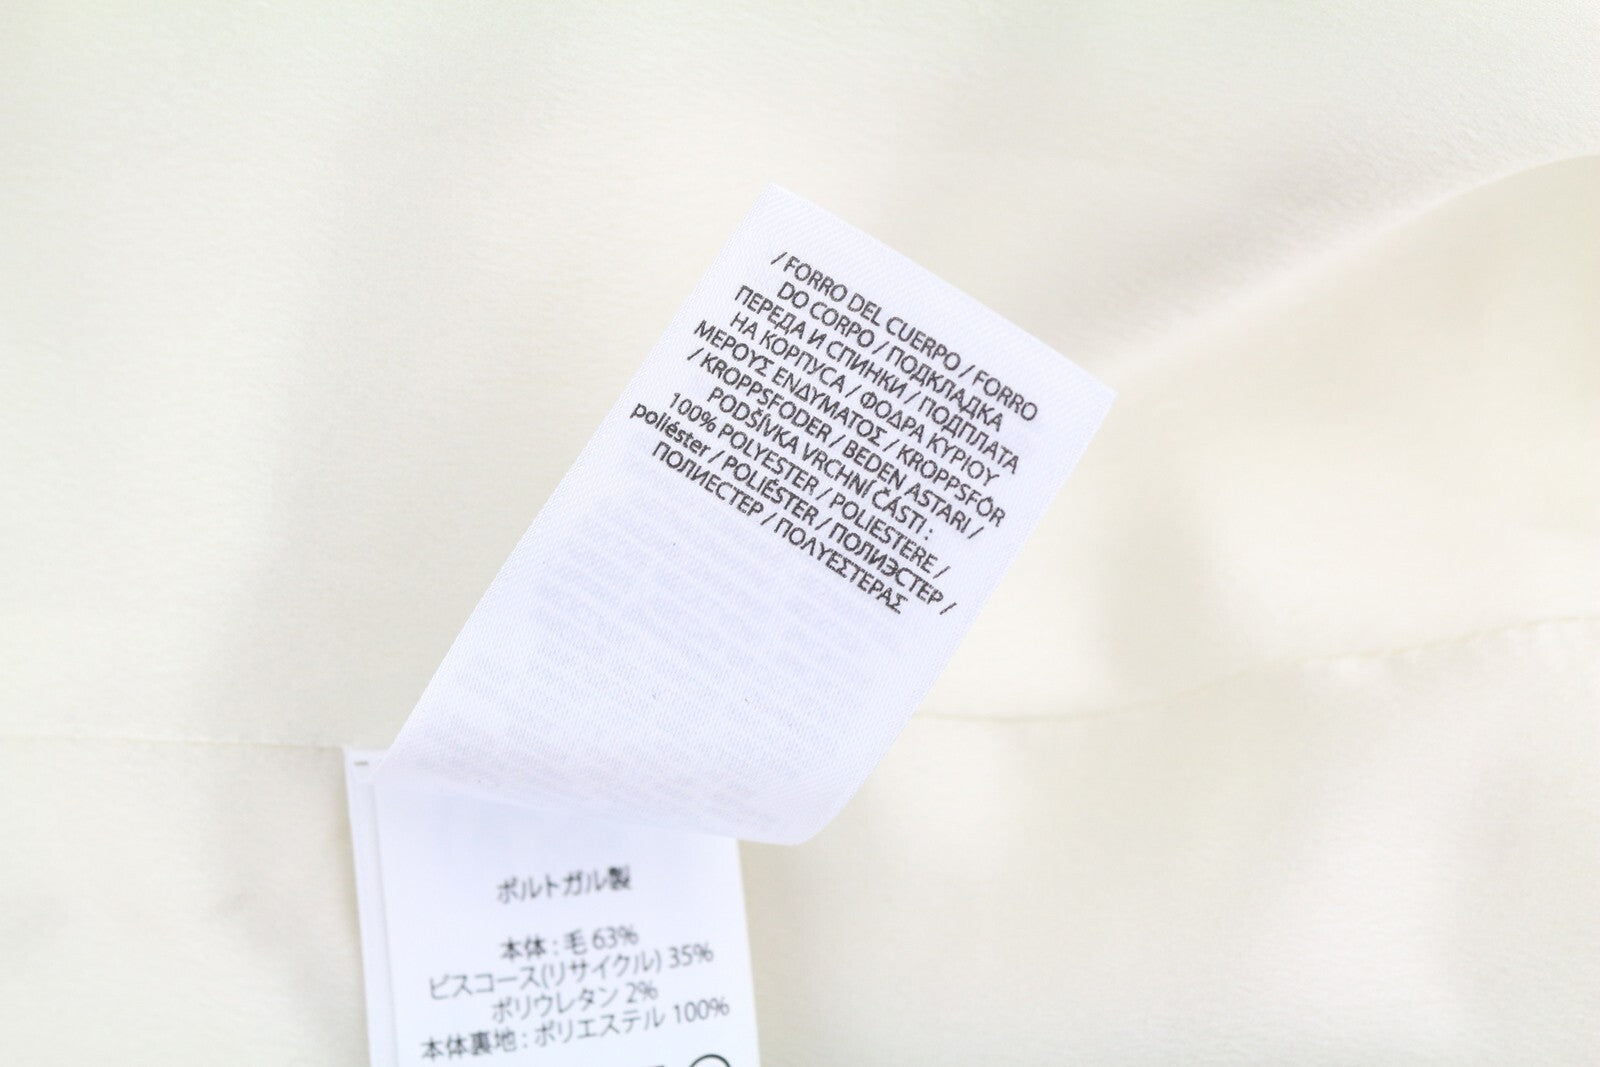 / FORRO DEL CUERPO / FORRO
DO CORPO / ПОДКЛАДКА
ПЕРЕДА И СПИНКИ / ПОДПЛАТА
НА КОРПУСА / ΦΟΔΡΑ ΚΥΡΙΟΥ
ΜΕΡΟΥΣ ΕΝΔΥΜΑΤΟΣ / KROPPSFÔR
/ KROPPSFODER / BEDEN ASTARI /
PODŠÍVKA VRCHNÍ ČÁSTI :
100% POLYESTER / POLIESTERE /
poliéster / POLIÉSTER / ПОЛИЭСТЕР /
ПОЛИЕСТЕР / ΠΟΛΥΕΣΤΕΡΑΣ
ポルトガル製
本体 : 毛 63%
ビスコース(リサイクル) 35%
ポリウレタン 2%
本体裏地 : ポリエステル 100%